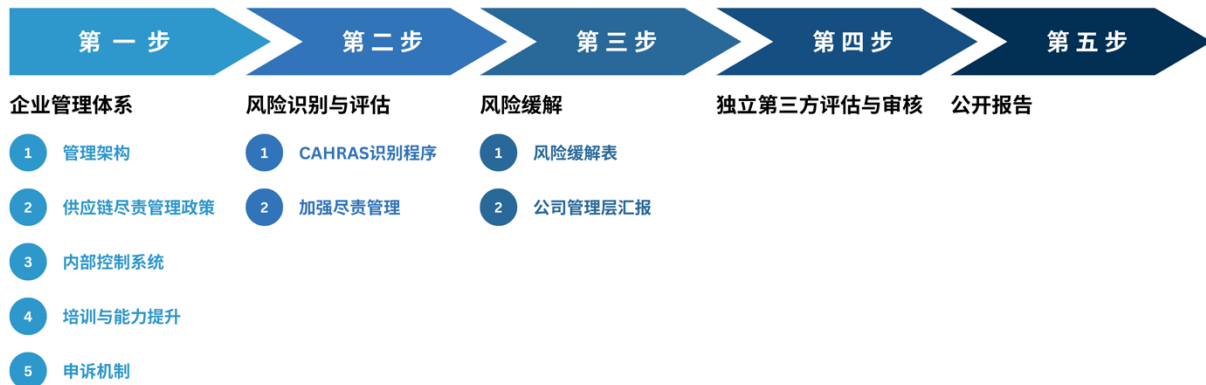 第一步
第二步
第三步
第四步
第五步
企业管理体系
1 管理架构
2 供应链尽责管理政策
3 内部控制系统
4 培训与能力提升
5 申诉机制
风险识别与评估
1 CAHRAS识别程序
2 加强尽责管理
风险缓解
1 风险缓解表
2 公司管理层汇报
独立第三方评估与审核
公开报告